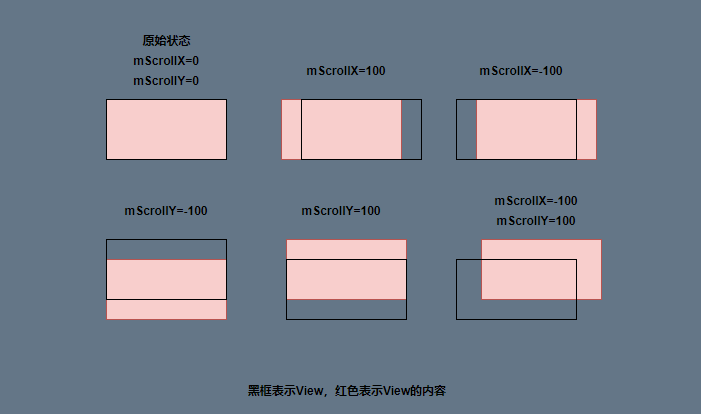 原始状态
mScrollX=0
mScrollY=0
mScrollX=100
mScrollX=-100
mScrollY=-100
mScrollY=100
mScrollX=-100
mScrollY=100
黑框表示View，红色表示View的内容